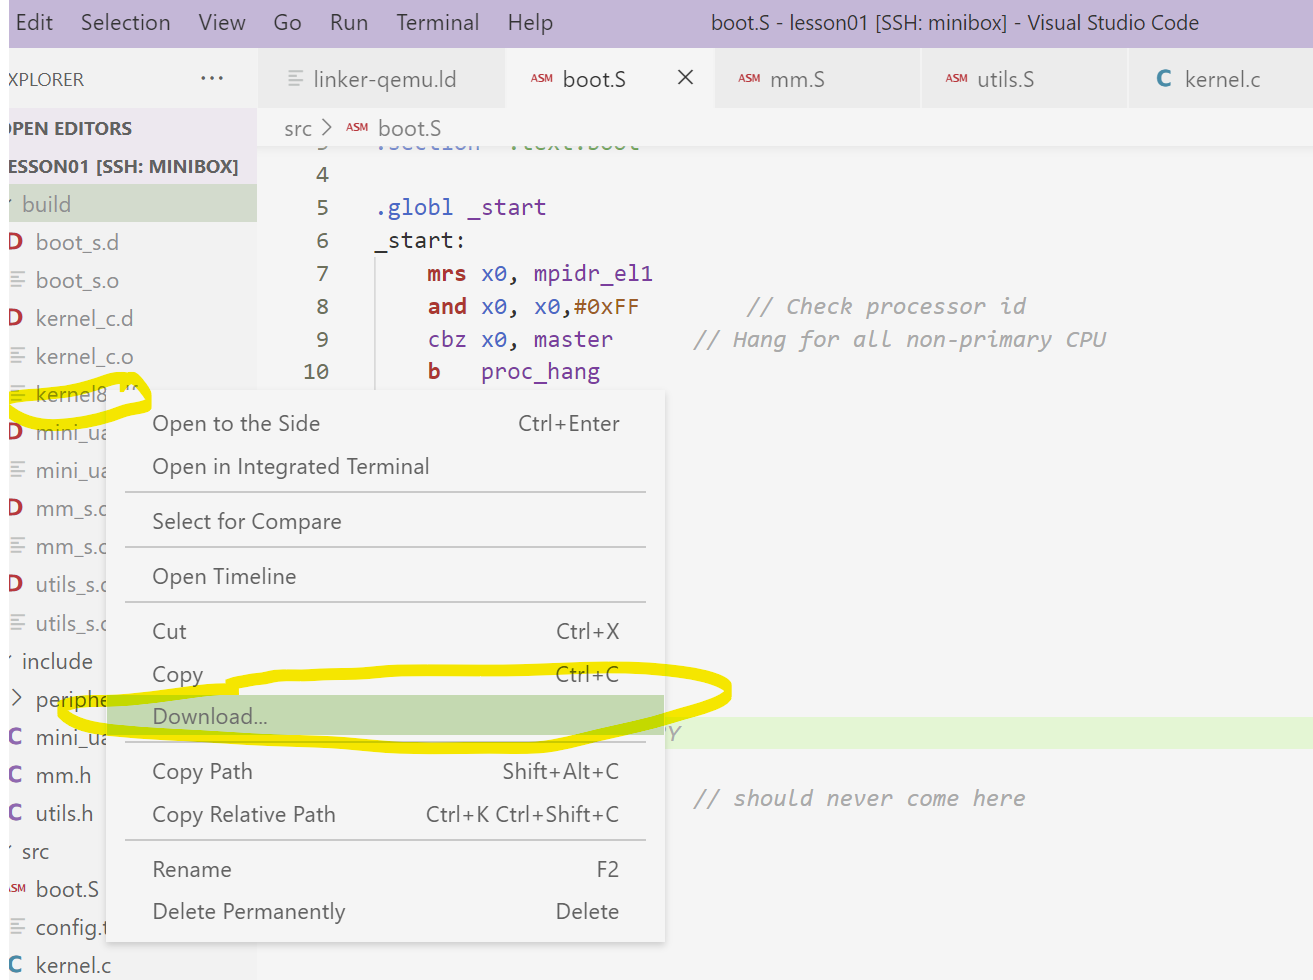 Edit Selection View Go Run Terminal Help boot.S - lesson01 [SSH: minibox] - Visual Studio Code
XPLORER ···
linker-qemu.ld ASM boot.S ASM mm.S ASM utils.S C kernel.c
PEN EDITORS
ESSON01 [SSH: MINIBOX]
build
D boot_s.d
boot_s.o
D kernel_c.d
kernel_c.o
kernel8
D mini_ua
mini_ua
D mm_s.
mm_s.
D utils_s.
utils_s.
include
periphe
C mini_ua
C mm.h
C utils.h
src
ASM boot.S
config.
C kernel.c
src > ASM boot.S
.section ".text.boot"
4
5 .globl _start
6 _start:
7 mrs x0, mpidr_el1
8 and x0, x0,#0xFF // Check processor id
9 cbz x0, master // Hang for all non-primary CPU
10 b proc_hang
Y
// should never come here
Open to the Side Ctrl+Enter
Open in Integrated Terminal
Select for Compare
Open Timeline
Cut Ctrl+X
Copy Ctrl+C
Download...
Copy Path Shift+Alt+C
Copy Relative Path Ctrl+K Ctrl+Shift+C
Rename F2
Delete Permanently Delete